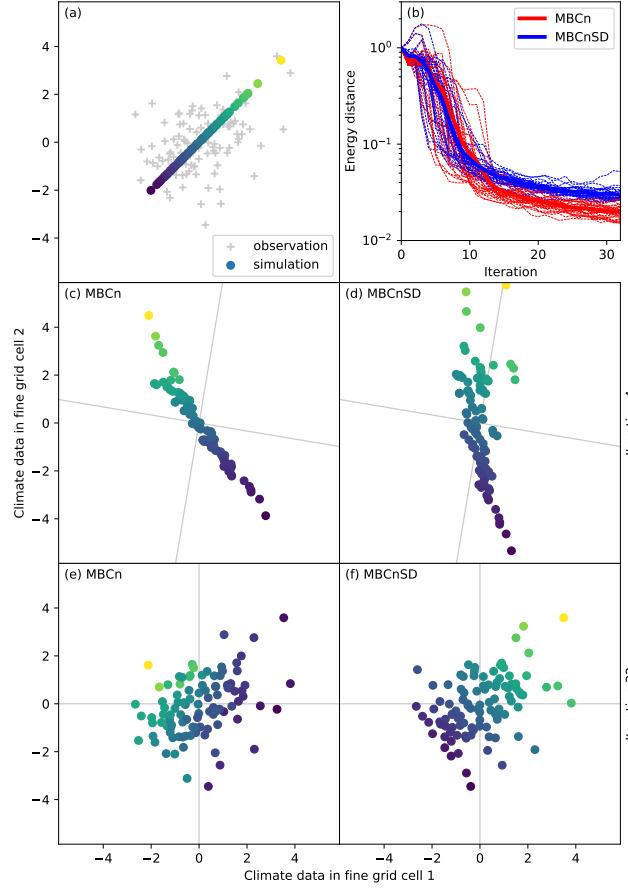 (a)
4
2
0
−2
−4
observation
simulation
(b)
MBCn
MBCnSD
10⁰
10⁻¹
10⁻²
Energy distance
0
10
20
30
Iteration
(c) MBCn
4
2
0
−2
−4
Climate data in fine grid cell 2
(d) MBCnSD
(e) MBCn
4
2
0
−2
−4
−4
−2
0
2
4
(f) MBCnSD
−4
−2
0
2
4
Climate data in fine grid cell 1